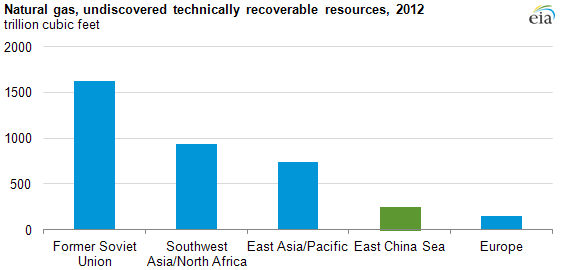 Natural gas, undiscovered technically recoverable resources, 2012
trillion cubic feet
eia
2000
1500
1000
500
0
Former Soviet
Union
Southwest
Asia/North Africa
East Asia/Pacific
East China Sea
Europe